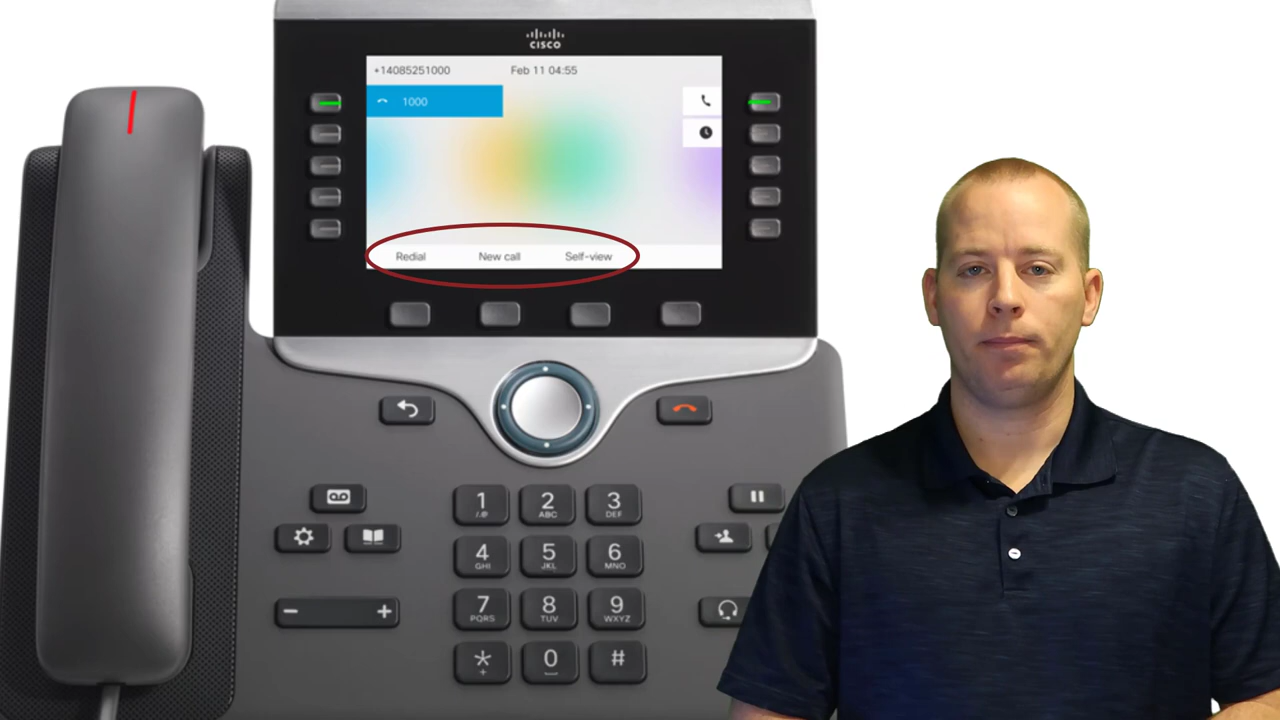 CISCO
+14085251000 Feb 11 04:55
1000
Redial New call Self-view
1 2 3
/.@ ABC DEF
4 5 6
GHI JKL MNO
7 8 9
PQRS TUV WXYZ
* 0 #
+